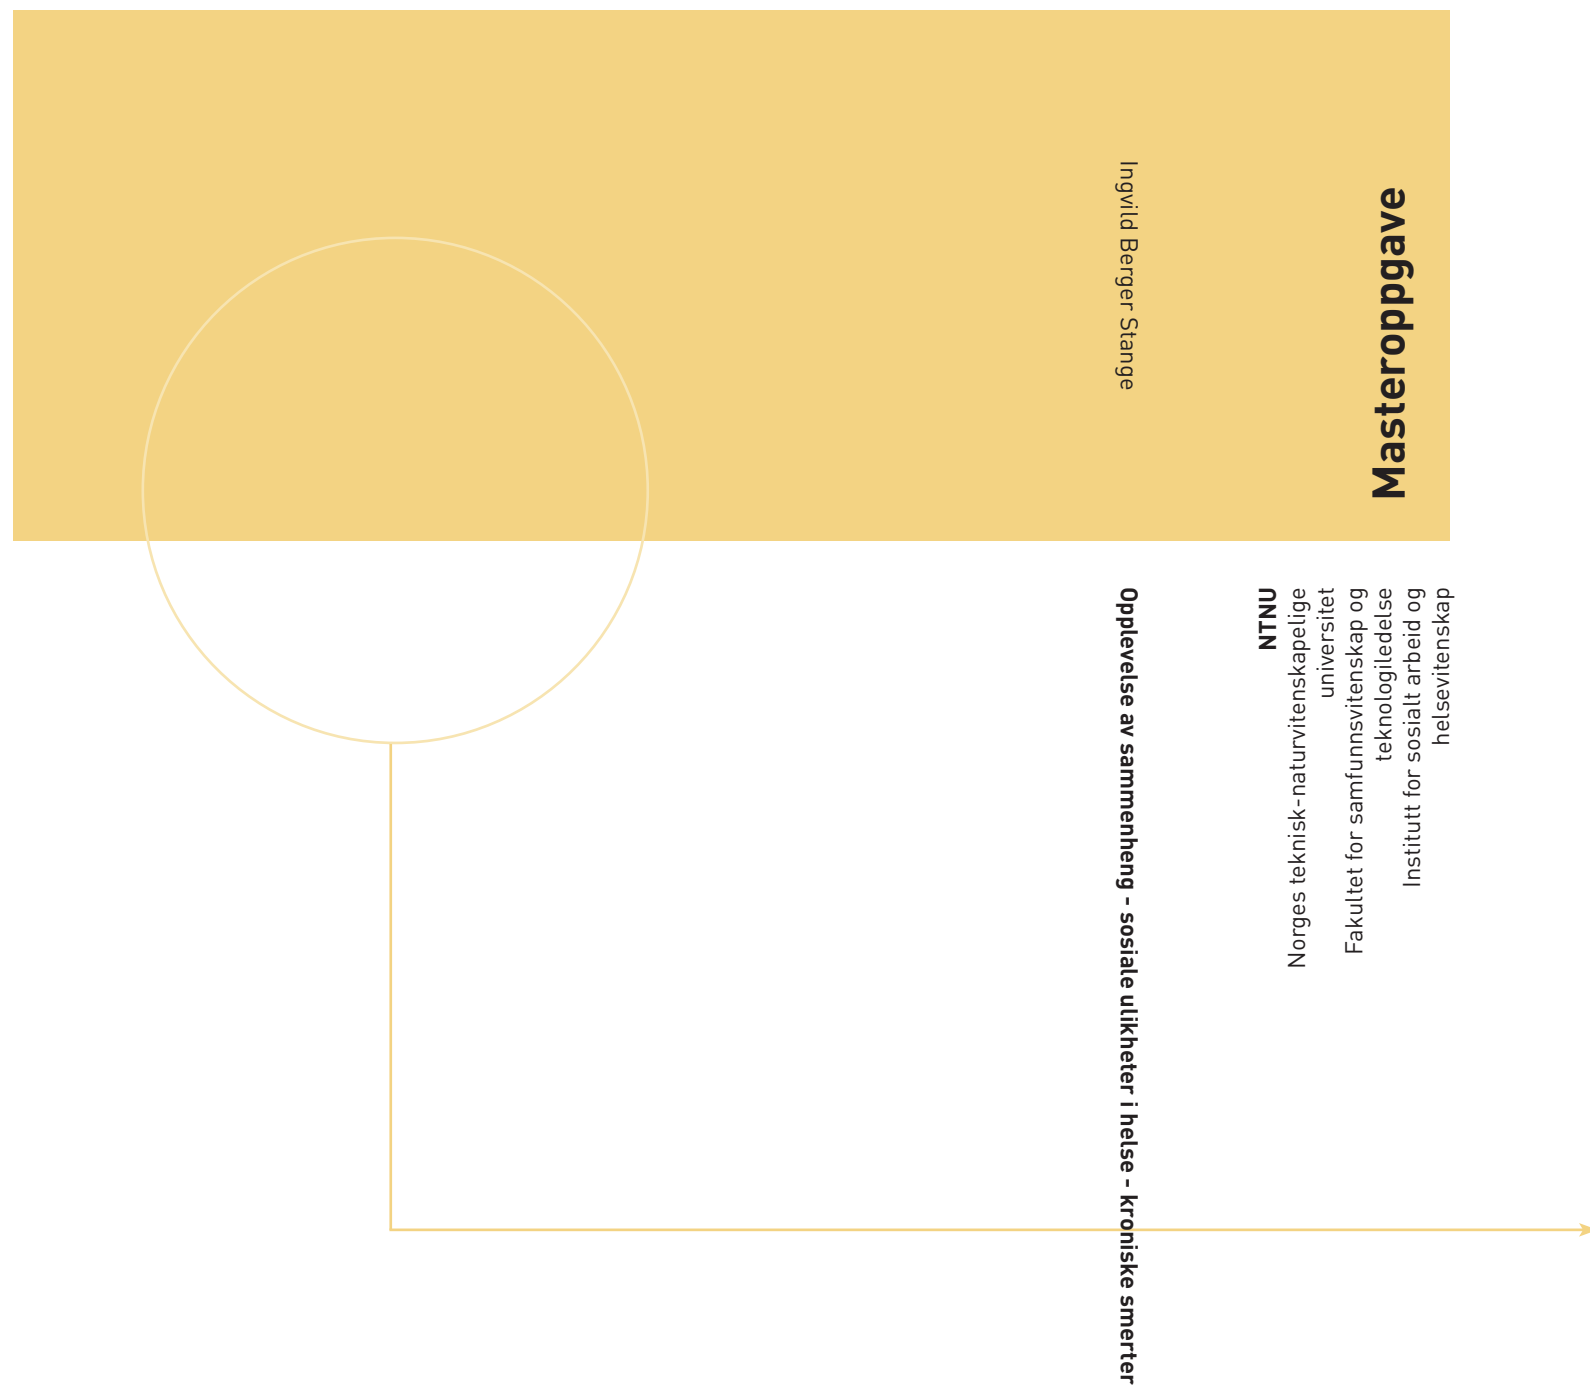 Masteroppgave
NTNU
Norges teknisk-naturvitenskapelige
universitet
Fakultet for samfunnsvitenskap og
teknologiledelse
Institutt for sosialt arbeid og
helsevitenskap
Ingvild Berger Stange
Opplevelse av sammenheng - sosiale ulikheter i helse - kroniske smerter